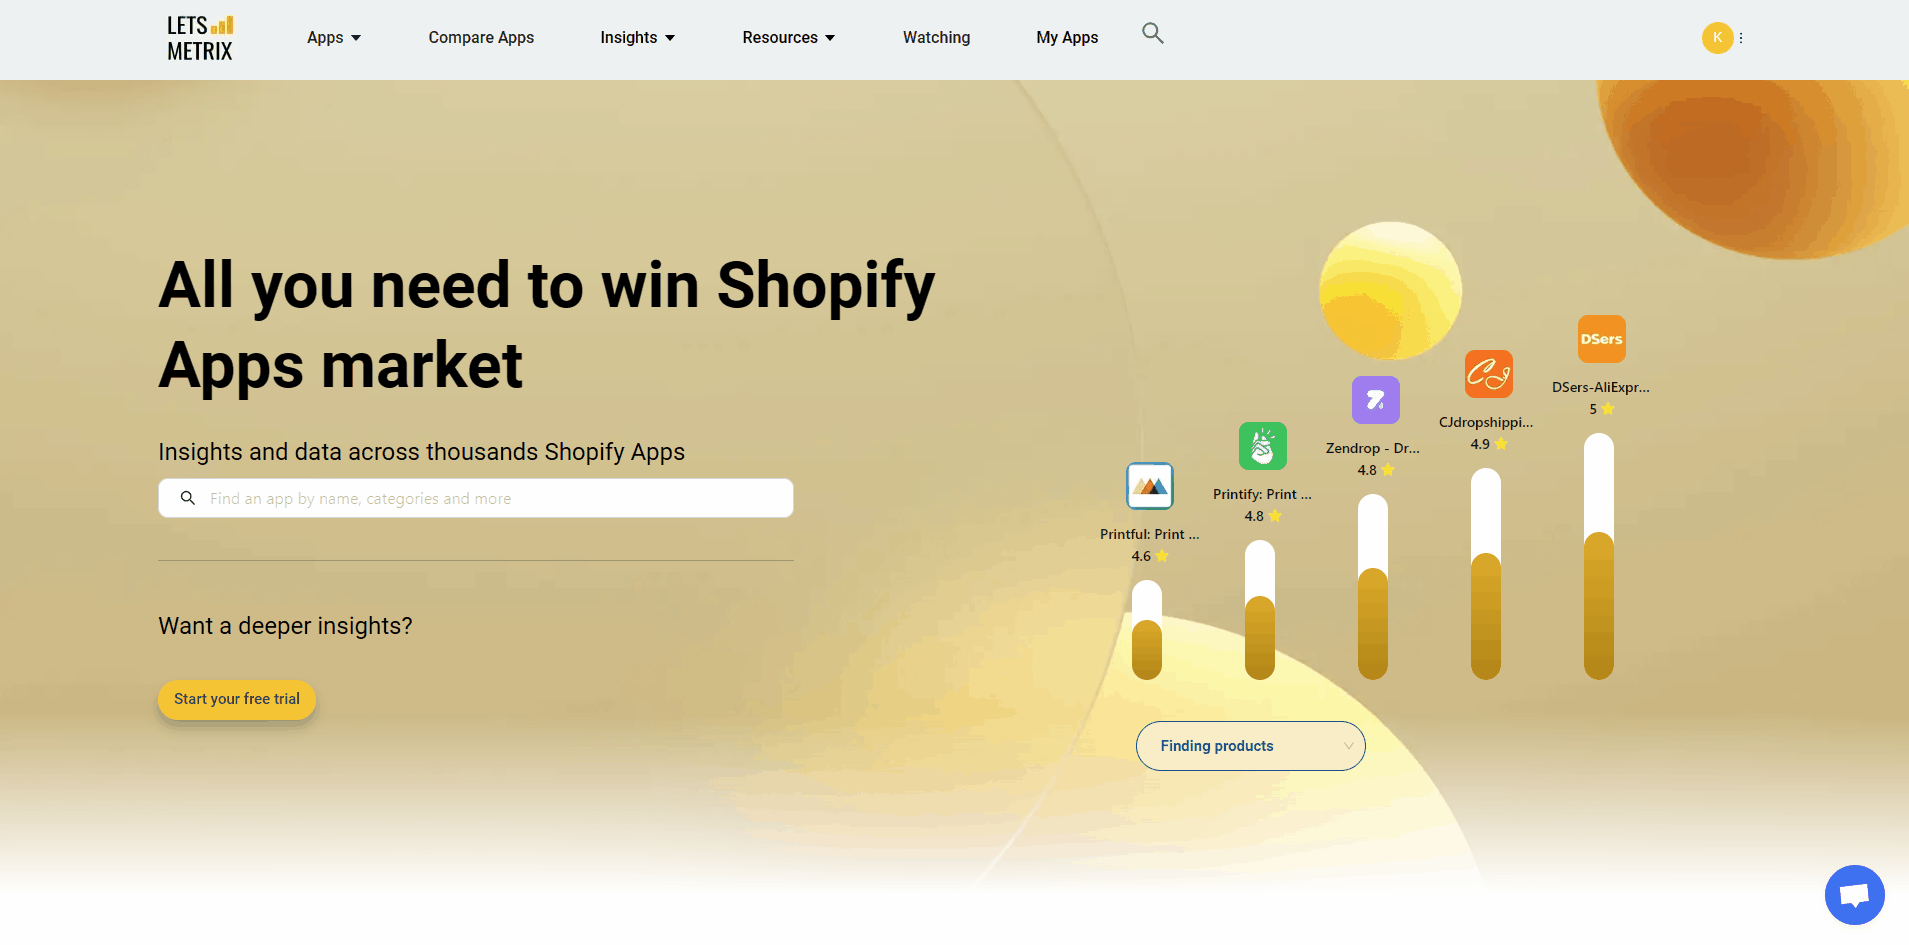 LETS
METRIX
Apps
Compare Apps
Insights
Resources
Watching
My Apps
K
All you need to win Shopify
Apps market
Insights and data across thousands Shopify Apps
Find an app by name, categories and more
Want a deeper insights?
Start your free trial
Printful: Print ...
4.6
Printify: Print ...
4.8
Zendrop - Dr...
4.8
CJ
CJdropshippi...
4.9
DSers
DSers-AliExpr...
5
Finding products